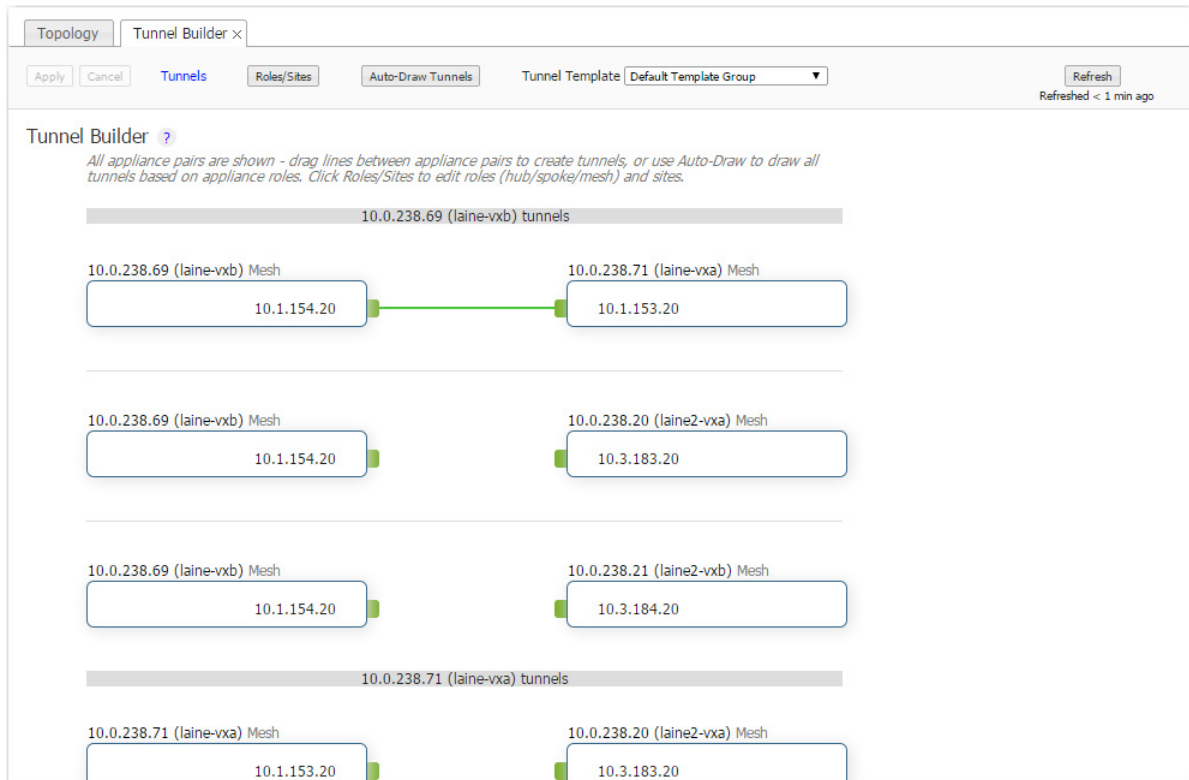 Topology
Tunnel Builder ×
Apply Cancel Tunnels Roles/Sites Auto-Draw Tunnels Tunnel Template Default Template Group ▼ Refresh
Refreshed < 1 min ago
Tunnel Builder ?
All appliance pairs are shown - drag lines between appliance pairs to create tunnels, or use Auto-Draw to draw all
tunnels based on appliance roles. Click Roles/Sites to edit roles (hub/spoke/mesh) and sites.
10.0.238.69 (laine-vxb) tunnels
10.0.238.69 (laine-vxb) Mesh
10.1.154.20
10.0.238.71 (laine-vxa) Mesh
10.1.153.20
10.0.238.69 (laine-vxb) Mesh
10.1.154.20
10.0.238.20 (laine2-vxa) Mesh
10.3.183.20
10.0.238.69 (laine-vxb) Mesh
10.1.154.20
10.0.238.21 (laine2-vxb) Mesh
10.3.184.20
10.0.238.71 (laine-vxa) tunnels
10.0.238.71 (laine-vxa) Mesh
10.1.153.20
10.0.238.20 (laine2-vxa) Mesh
10.3.183.20